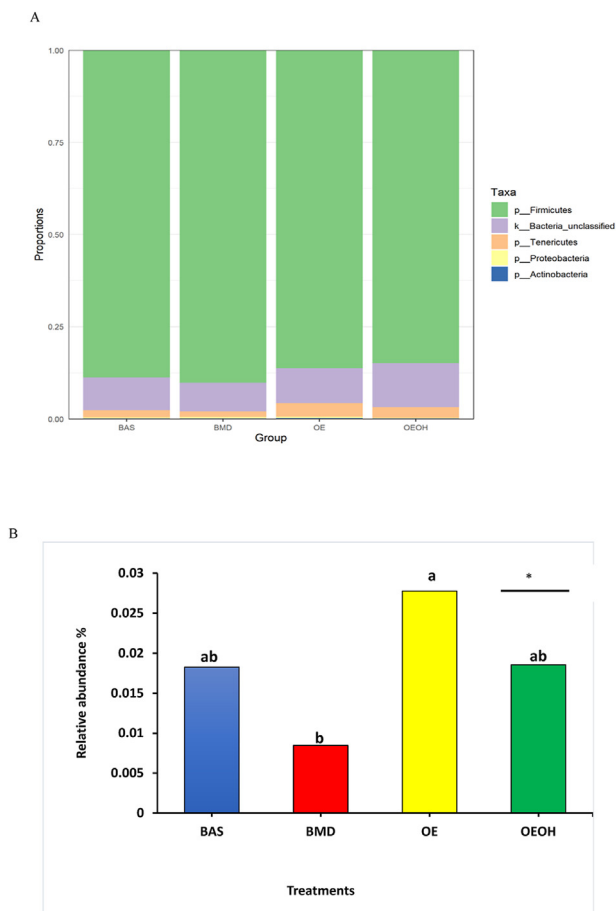 A
1.00
0.75
0.50
0.25
0.00
Proportions
BAS BMD OE OEOH
Group
Taxa
p__Firmicutes
k__Bacteria_unclassified
p__Tenericutes
p__Proteobacteria
p__Actinobacteria
B
0.03
0.025
0.02
0.015
0.01
0.005
0
Relative abundance %
ab
b
a
*
ab
BAS BMD OE OEOH
Treatments